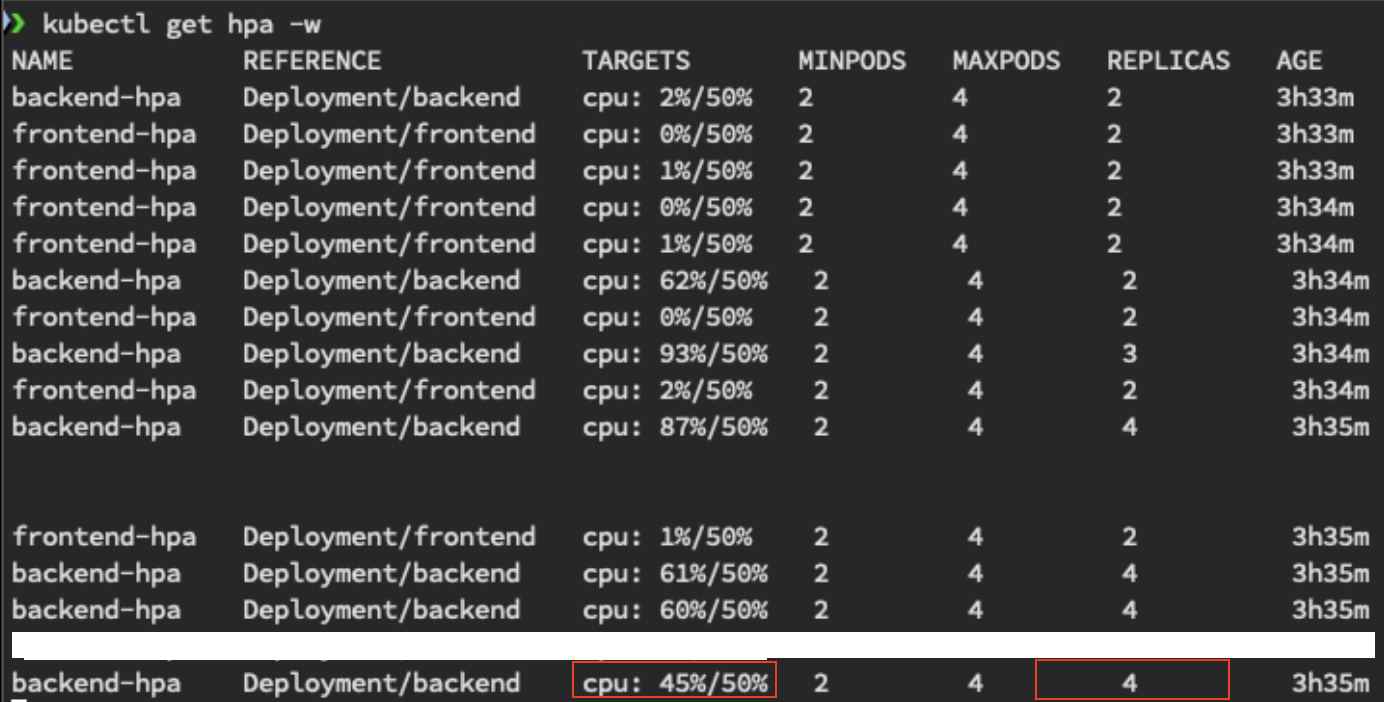 ❯ kubectl get hpa -w
NAME REFERENCE TARGETS MINPODS MAXPODS REPLICAS AGE
backend-hpa Deployment/backend cpu: 2%/50% 2 4 2 3h33m
frontend-hpa Deployment/frontend cpu: 0%/50% 2 4 2 3h33m
frontend-hpa Deployment/frontend cpu: 1%/50% 2 4 2 3h33m
frontend-hpa Deployment/frontend cpu: 0%/50% 2 4 2 3h34m
frontend-hpa Deployment/frontend cpu: 1%/50% 2 4 2 3h34m
backend-hpa Deployment/backend cpu: 62%/50% 2 4 2 3h34m
frontend-hpa Deployment/frontend cpu: 0%/50% 2 4 2 3h34m
backend-hpa Deployment/backend cpu: 93%/50% 2 4 3 3h34m
frontend-hpa Deployment/frontend cpu: 2%/50% 2 4 2 3h34m
backend-hpa Deployment/backend cpu: 87%/50% 2 4 4 3h35m
frontend-hpa Deployment/frontend cpu: 1%/50% 2 4 2 3h35m
backend-hpa Deployment/backend cpu: 61%/50% 2 4 4 3h35m
backend-hpa Deployment/backend cpu: 60%/50% 2 4 4 3h35m
backend-hpa Deployment/backend cpu: 45%/50% 2 4 4 3h35m